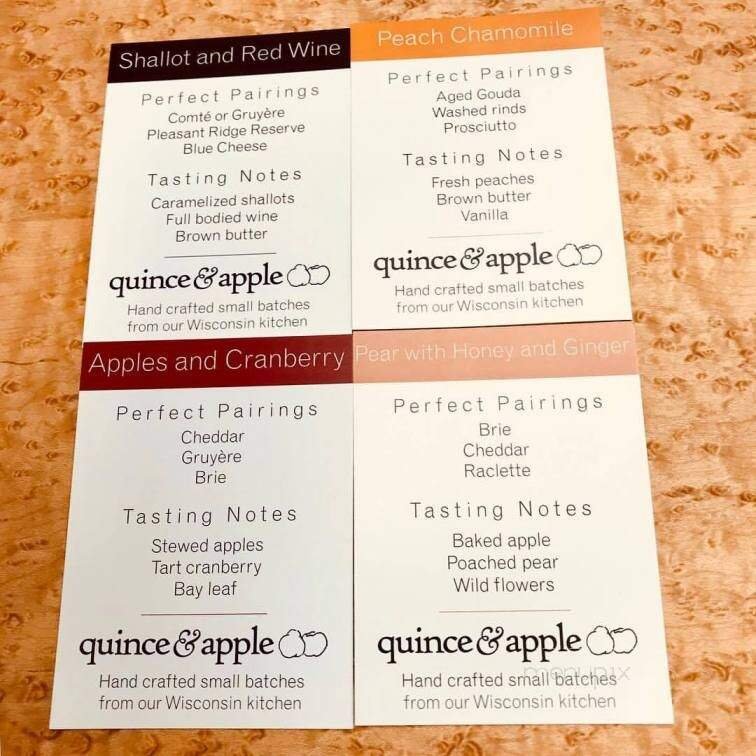 Shallot and Red Wine
Perfect Pairings
Comté or Gruyère
Pleasant Ridge Reserve
Blue Cheese
Tasting Notes
Caramelized shallots
Full bodied wine
Brown butter
quince&apple
Hand crafted small batches
from our Wisconsin kitchen
Peach Chamomile
Perfect Pairings
Aged Gouda
Washed rinds
Prosciutto
Tasting Notes
Fresh peaches
Brown butter
Vanilla
quince&apple
Hand crafted small batches
from our Wisconsin kitchen
Apples and Cranberry
Perfect Pairings
Cheddar
Gruyère
Brie
Tasting Notes
Stewed apples
Tart cranberry
Bay leaf
quince&apple
Hand crafted small batches
from our Wisconsin kitchen
Pear with Honey and Ginger
Perfect Pairings
Brie
Cheddar
Raclette
Tasting Notes
Baked apple
Poached pear
Wild flowers
quince&apple
menupix
Hand crafted small batches
from our Wisconsin kitchen